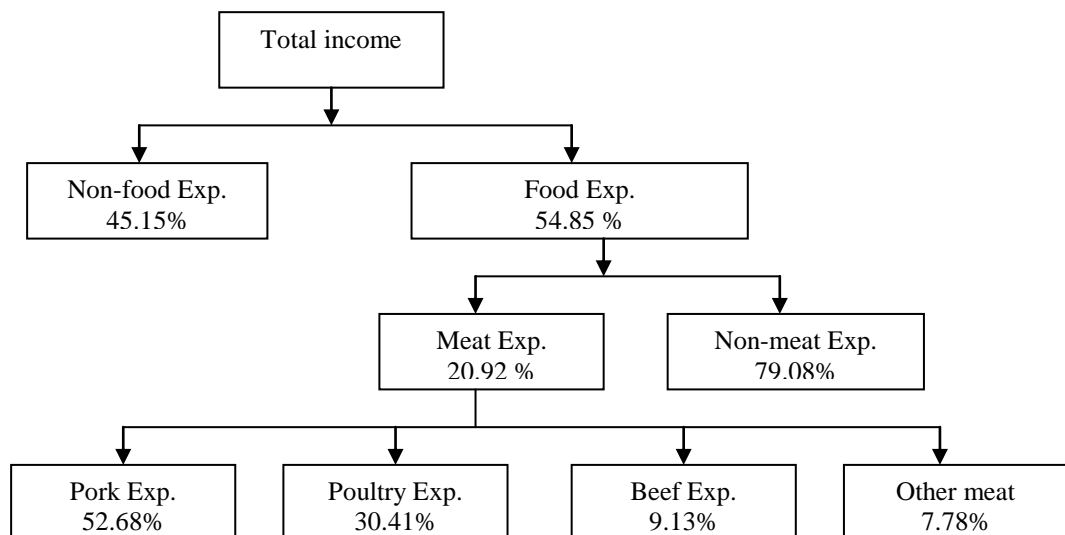 Total income
Non-food Exp.
45.15%
Food Exp.
54.85 %
Meat Exp.
20.92 %
Non-meat Exp.
79.08%
Pork Exp.
52.68%
Poultry Exp.
30.41%
Beef Exp.
9.13%
Other meat
7.78%